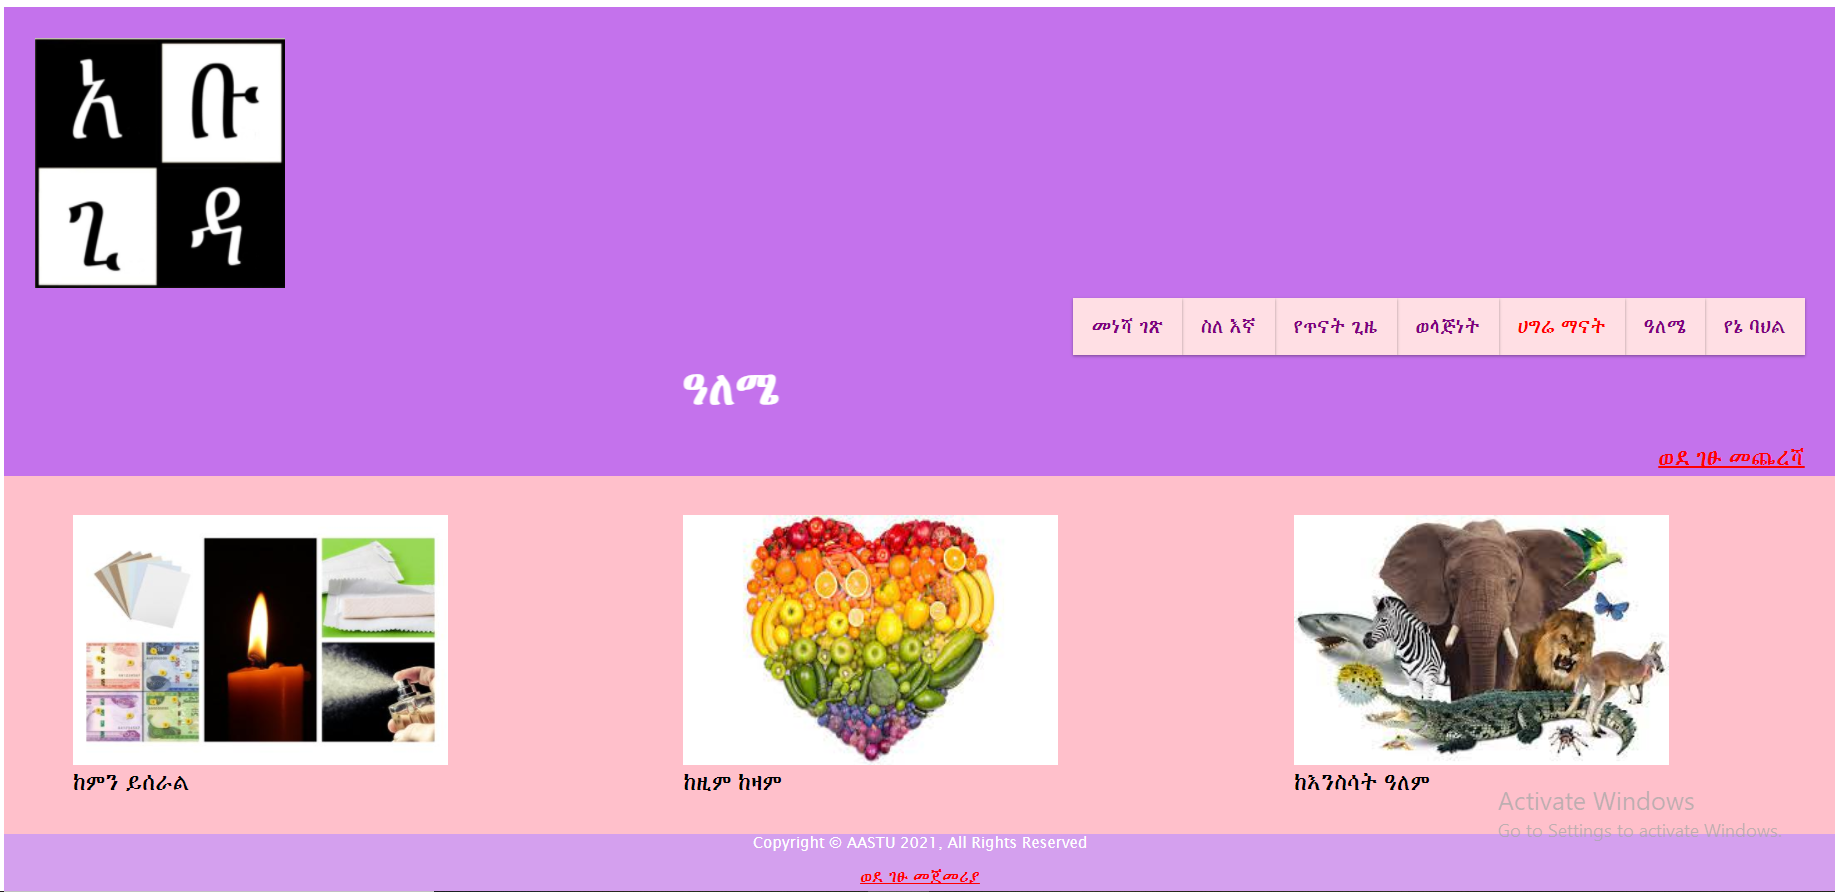 አ ቡ
ጊ ዳ
መነሻ ገጽ ስለ እኛ የጥናት ጊዜ ወላጅነት ሀግሬ ማናት ዓለሜ የኔ ባህል
ዓለሜ
ወደ ገፁ መጨረሻ
ከምን ይሰራል
ከዚም ከዛም
ከእንስሳት ዓለም
Activate Windows
Go to Settings to activate Windows.
Copyright © AASTU 2021, All Rights Reserved
ወደ ገፁ መጀመሪያ